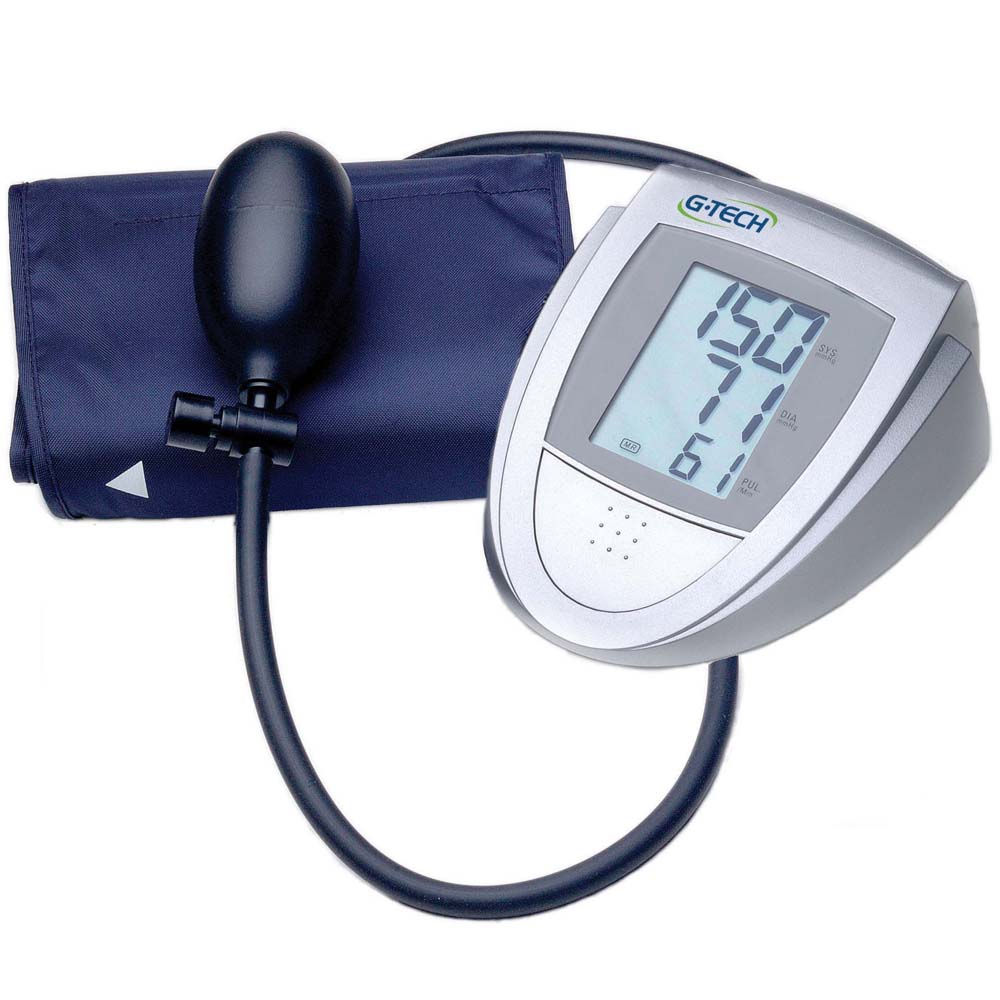 G·TECH
150
SYS.
mmHg
71
DIA
mmHg
MR
61
PUL.
/Min